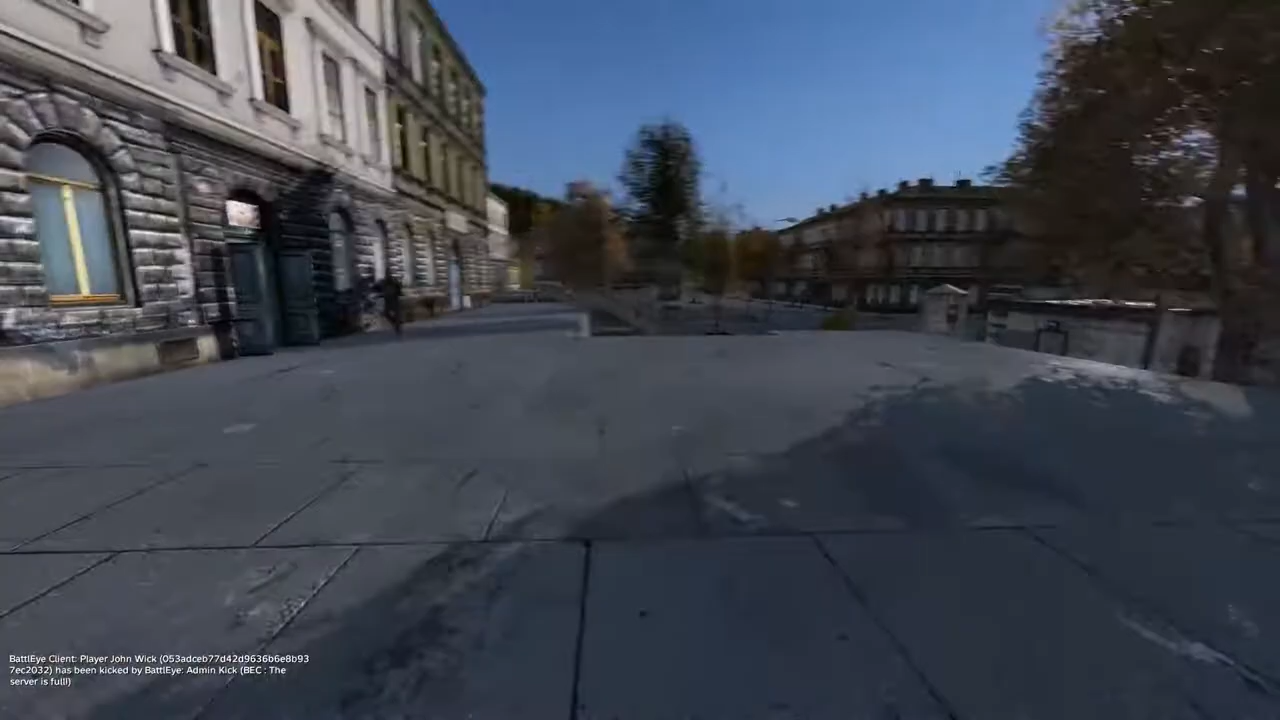 BattlEye Client: Player John Wick (053adceb77d42d9636b6e8b93
7ec2032) has been kicked by BattlEye: Admin Kick (BEC : The
server is full!)